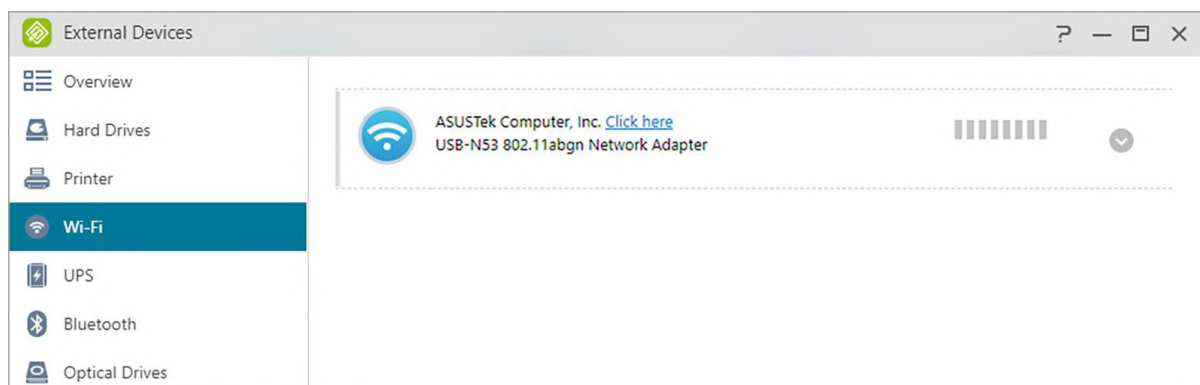 External Devices
Overview
Hard Drives
Printer
Wi-Fi
UPS
Bluetooth
Optical Drives
ASUSTek Computer, Inc. Click here
USB-N53 802.11abgn Network Adapter